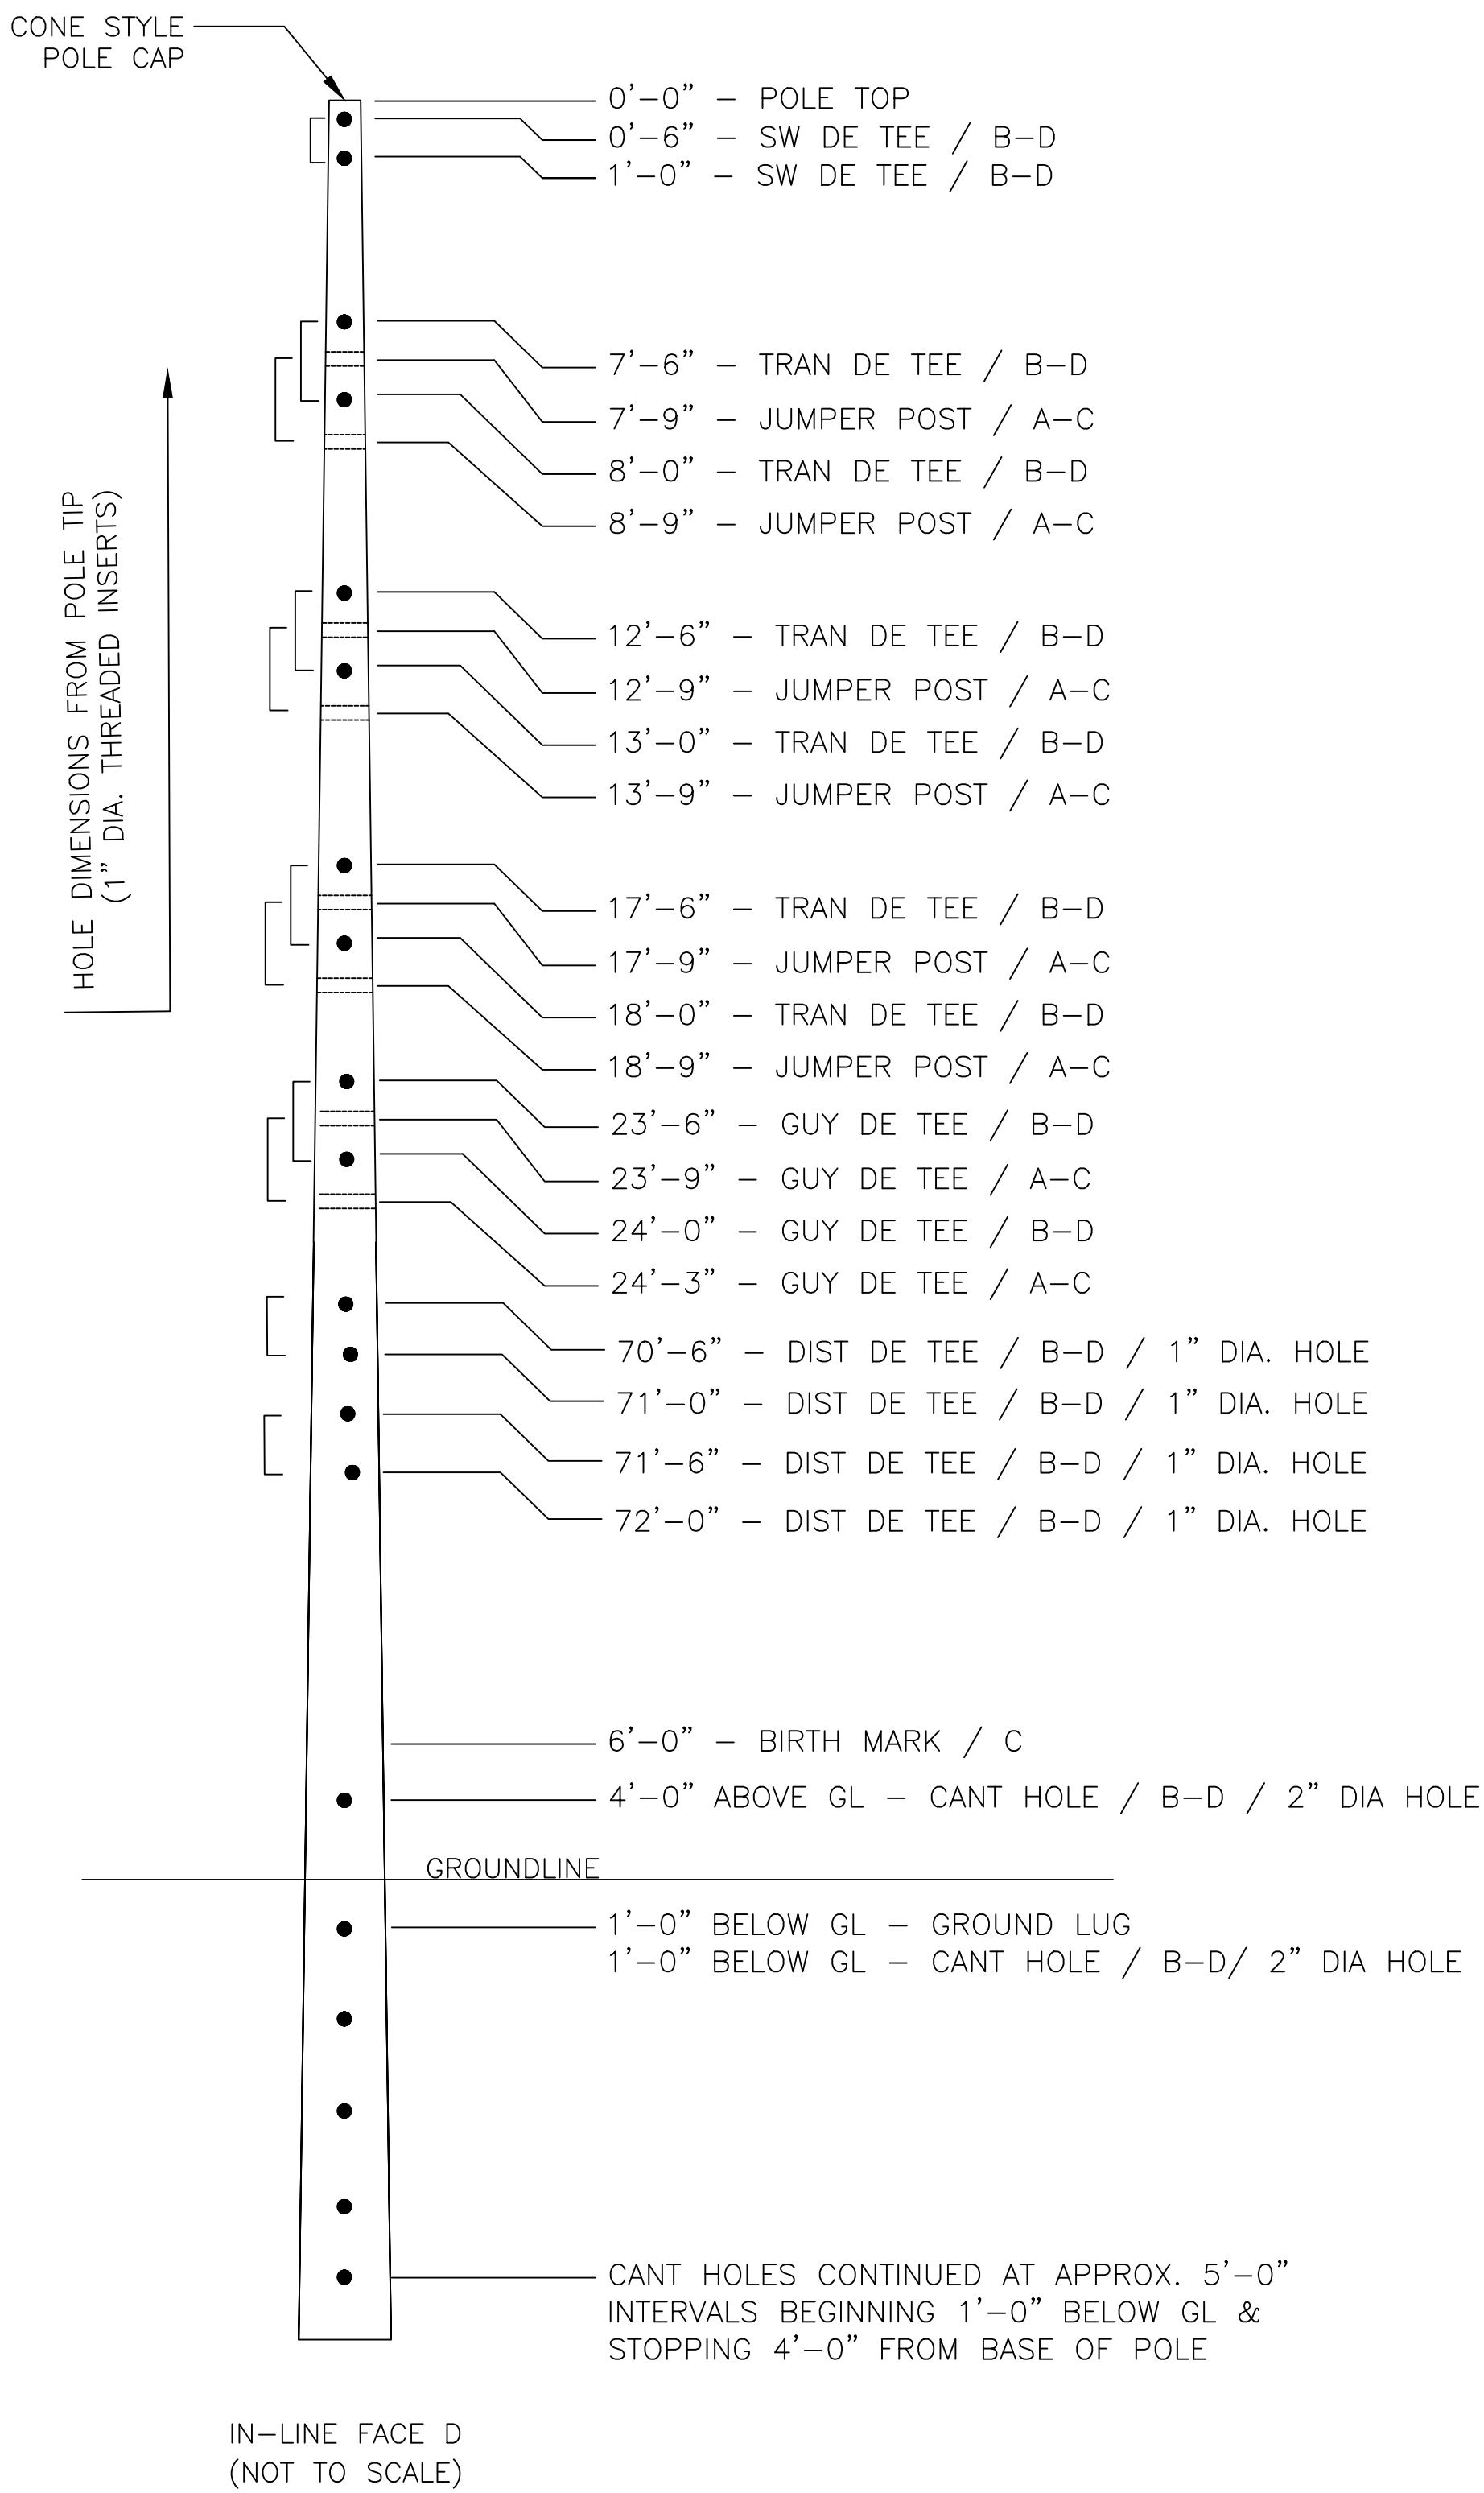 CONE STYLE
POLE CAP
0'-0" - POLE TOP
0'-6" - SW DE TEE / B-D
1'-0" - SW DE TEE / B-D
7'-6" - TRAN DE TEE / B-D
7'-9" - JUMPER POST / A-C
8'-0" - TRAN DE TEE / B-D
8'-9" - JUMPER POST / A-C
HOLE DIMENSIONS FROM POLE TIP
(1" DIA. THREADED INSERTS)
12'-6" - TRAN DE TEE / B-D
12'-9" - JUMPER POST / A-C
13'-0" - TRAN DE TEE / B-D
13'-9" - JUMPER POST / A-C
17'-6" - TRAN DE TEE / B-D
17'-9" - JUMPER POST / A-C
18'-0" - TRAN DE TEE / B-D
18'-9" - JUMPER POST / A-C
23'-6" - GUY DE TEE / B-D
23'-9" - GUY DE TEE / A-C
24'-0" - GUY DE TEE / B-D
24'-3" - GUY DE TEE / A-C
70'-6" - DIST DE TEE / B-D / 1" DIA. HOLE
71'-0" - DIST DE TEE / B-D / 1" DIA. HOLE
71'-6" - DIST DE TEE / B-D / 1" DIA. HOLE
72'-0" - DIST DE TEE / B-D / 1" DIA. HOLE
6'-0" - BIRTH MARK / C
4'-0" ABOVE GL - CANT HOLE / B-D / 2" DIA HOLE
GROUNDLINE
1'-0" BELOW GL - GROUND LUG
1'-0" BELOW GL - CANT HOLE / B-D/ 2" DIA HOLE
CANT HOLES CONTINUED AT APPROX. 5'-0"
INTERVALS BEGINNING 1'-0" BELOW GL &
STOPPING 4'-0" FROM BASE OF POLE
IN-LINE FACE D
(NOT TO SCALE)